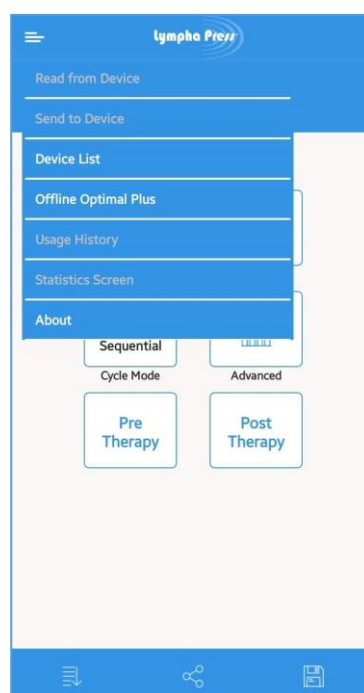 Lympha Press
Read from Device
Send to Device
Device List
Offline Optimal Plus
Usage History
Statistics Screen
About
Sequential
Cycle Mode
Advanced
Pre
Therapy
Post
Therapy